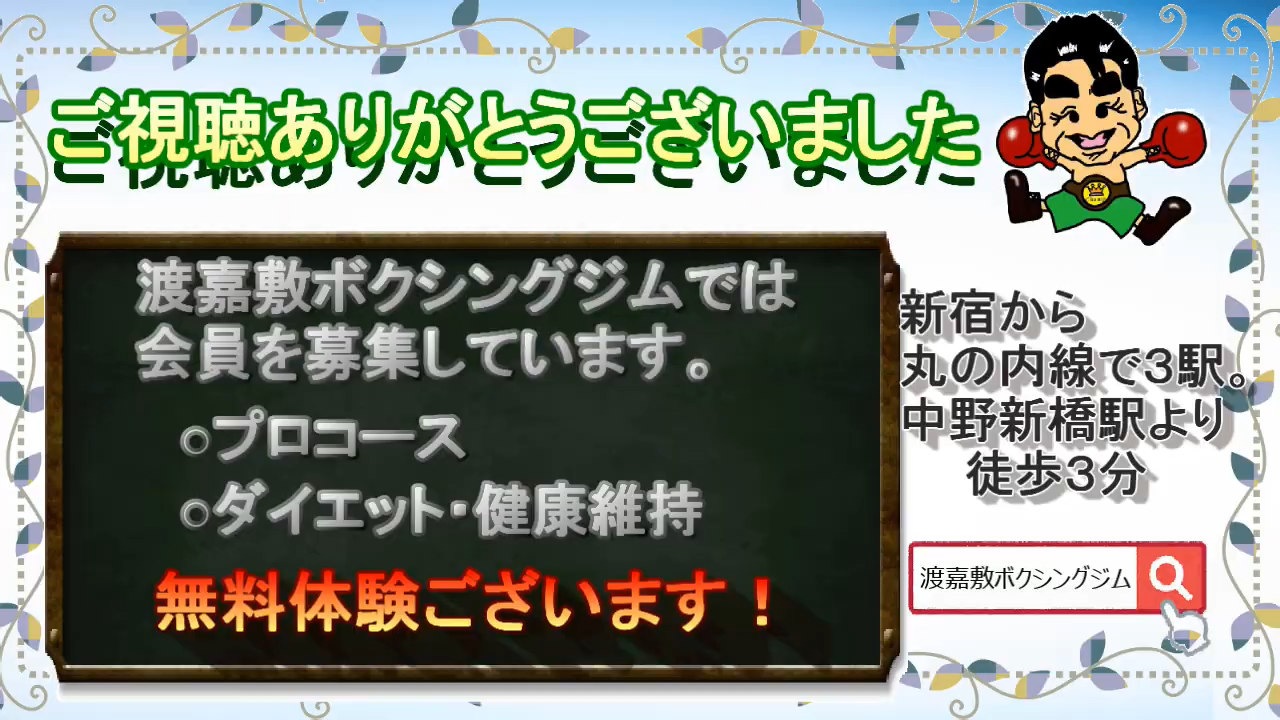 ご視聴ありがとうございました
渡嘉敷ボクシングジムでは
会員を募集しています。
○プロコース
○ダイエット・健康維持
無料体験ございます！
新宿から
丸の内線で３駅。
中野新橋駅より
徒歩３分
渡嘉敷ボクシングジム